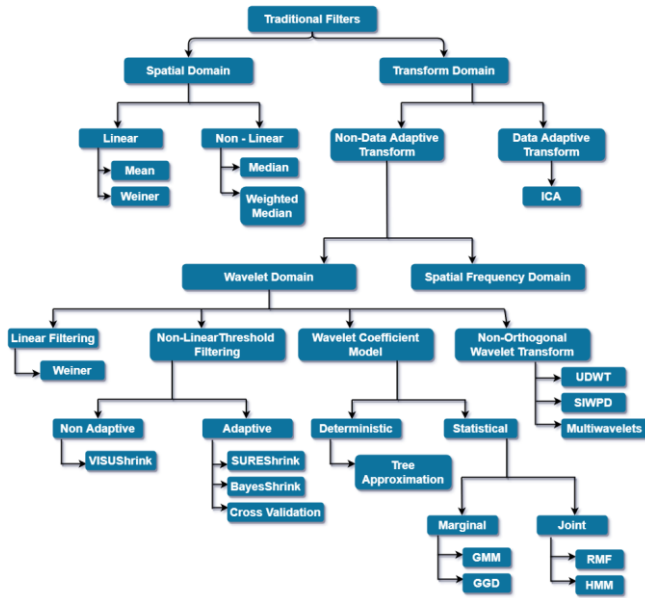 Traditional Filters
Spatial Domain
Transform Domain
Linear
Non - Linear
Non-Data Adaptive
Transform
Data Adaptive
Transform
Mean
Median
Weiner
Weighted
Median
ICA
Wavelet Domain
Spatial Frequency Domain
Linear Filtering
Non-LinearThreshold
Filtering
Wavelet Coefficient
Model
Non-Orthogonal
Wavelet Transform
Weiner
UDWT
SIWPD
Multiwavelets
Non Adaptive
Adaptive
Deterministic
Statistical
VISUShrink
SUREShrink
BayesShrink
Cross Validation
Tree
Approximation
Marginal
Joint
GMM
RMF
GGD
HMM